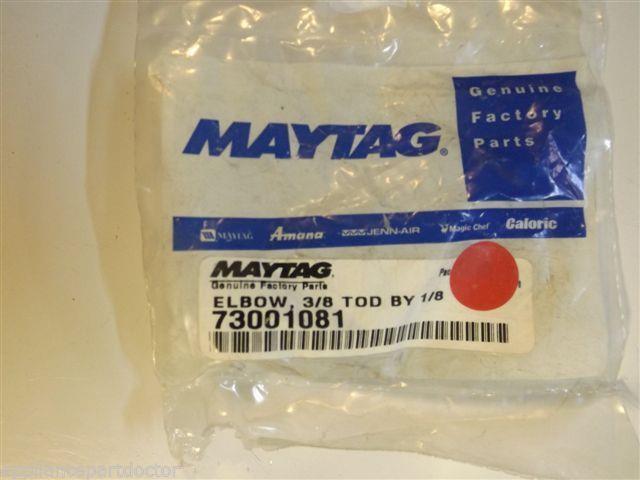 MAYTAG®
Genuine
Factory
Parts
MAYTAG Amana JENN-AIR Magic Chef Caloric
MAYTAG
Genuine Factory Parts
ELBOW, 3/8 TOD BY 1/8
73001081
appliancepartdoctor